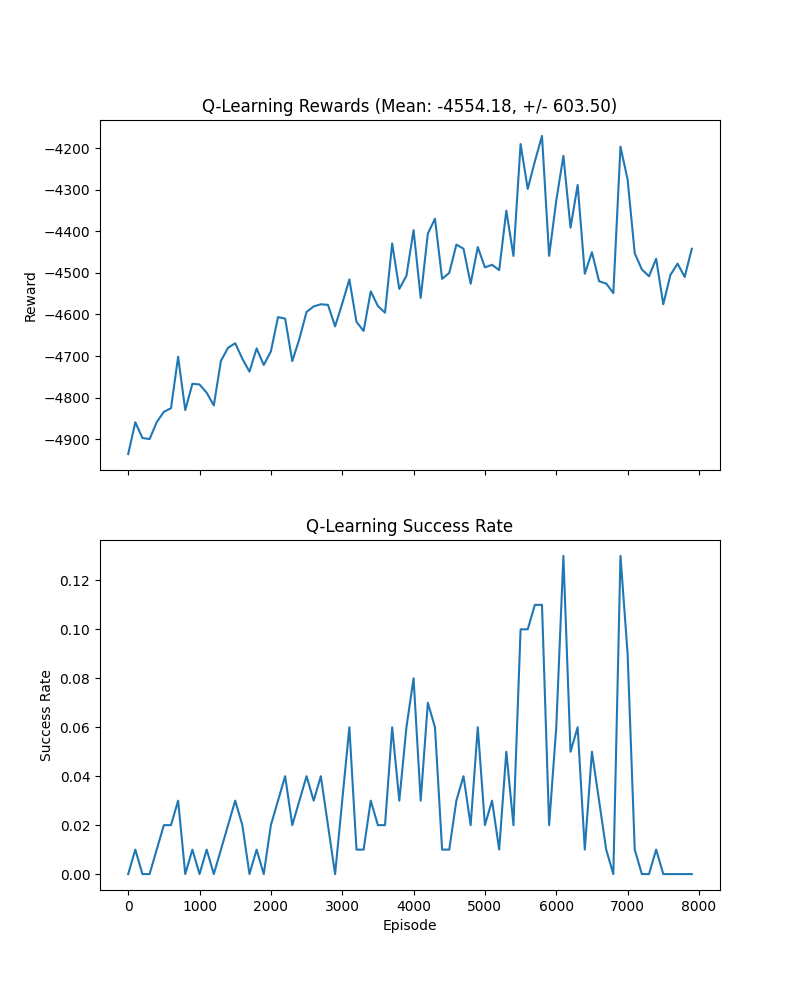 Q-Learning Rewards (Mean: -4554.18, +/- 603.50)
−4200
−4300
−4400
−4500
−4600
−4700
−4800
−4900
Reward
Q-Learning Success Rate
0.12
0.10
0.08
0.06
0.04
0.02
0.00
Success Rate
0 1000 2000 3000 4000 5000 6000 7000 8000
Episode